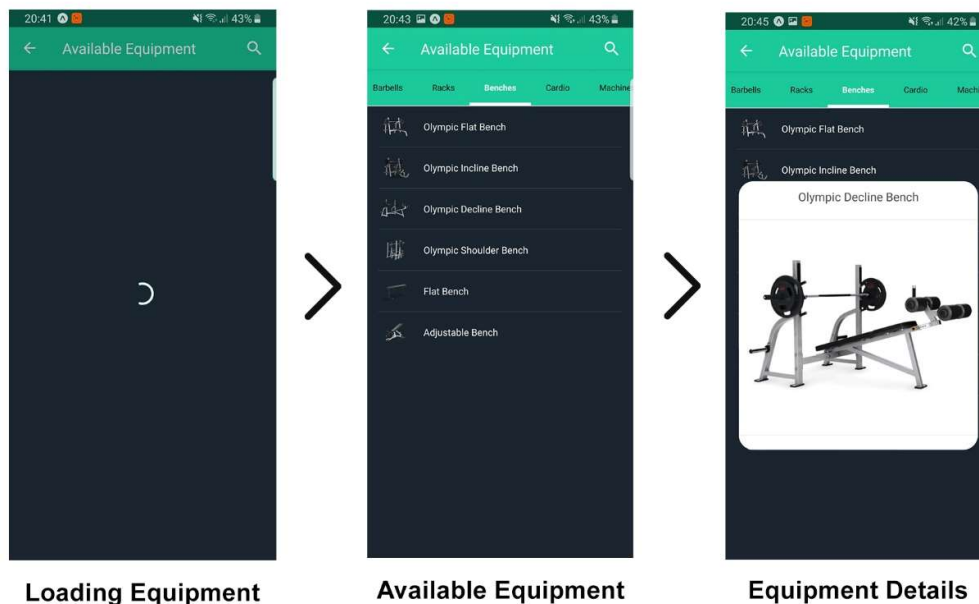 20:41 43%
Available Equipment
Loading Equipment
20:43 43%
Available Equipment
Barbells Racks Benches Cardio Machine
Olympic Flat Bench
Olympic Incline Bench
Olympic Decline Bench
Olympic Shoulder Bench
Flat Bench
Adjustable Bench
Available Equipment
20:45 42%
Available Equipment
Barbells Racks Benches Cardio Mach
Olympic Flat Bench
Olympic Incline Bench
Olympic Decline Bench
Equipment Details